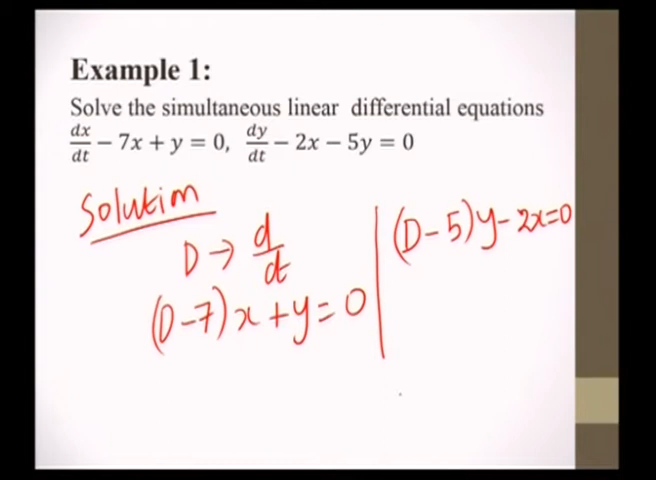 Example 1:
Solve the simultaneous linear differential equations
dx/dt − 7x + y = 0, dy/dt − 2x − 5y = 0
Solution
D → d/dt
(D−7)x + y = 0
(D−5)y − 2x = 0